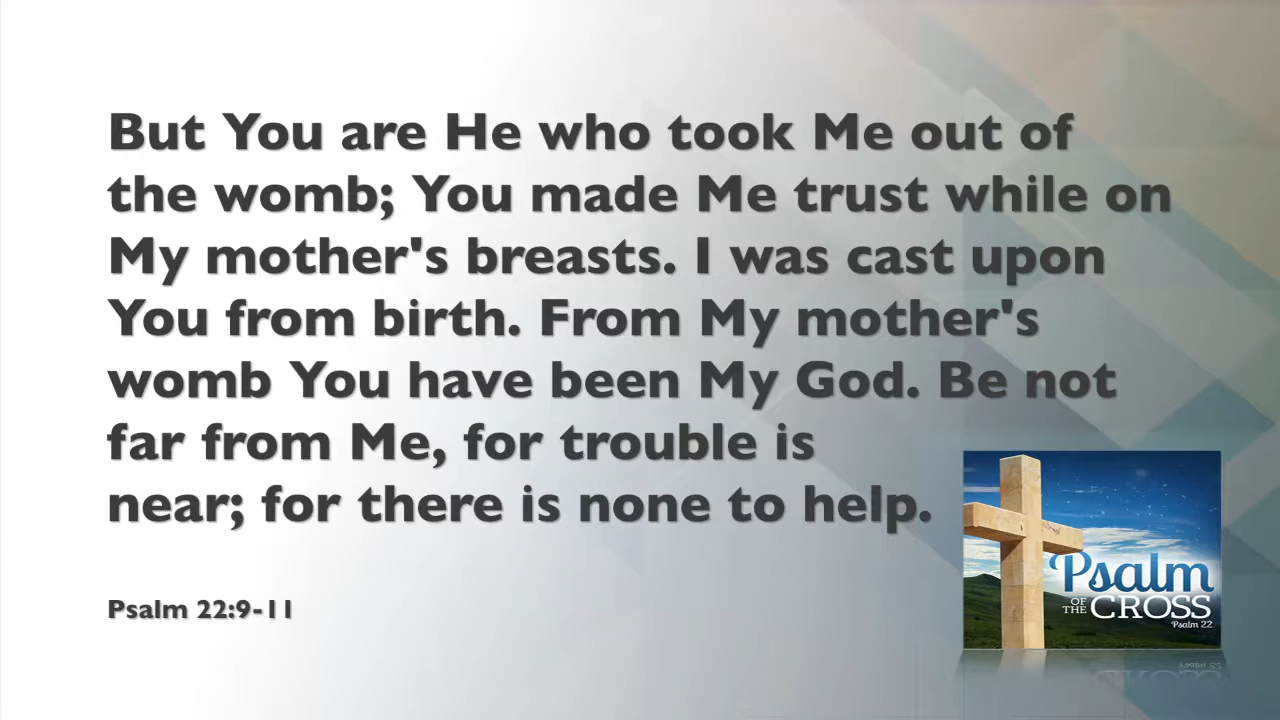 But You are He who took Me out of
the womb; You made Me trust while on
My mother's breasts. I was cast upon
You from birth. From My mother's
womb You have been My God. Be not
far from Me, for trouble is
near; for there is none to help.
Psalm 22:9-11
Psalm
OF THE CROSS
Psalm 22